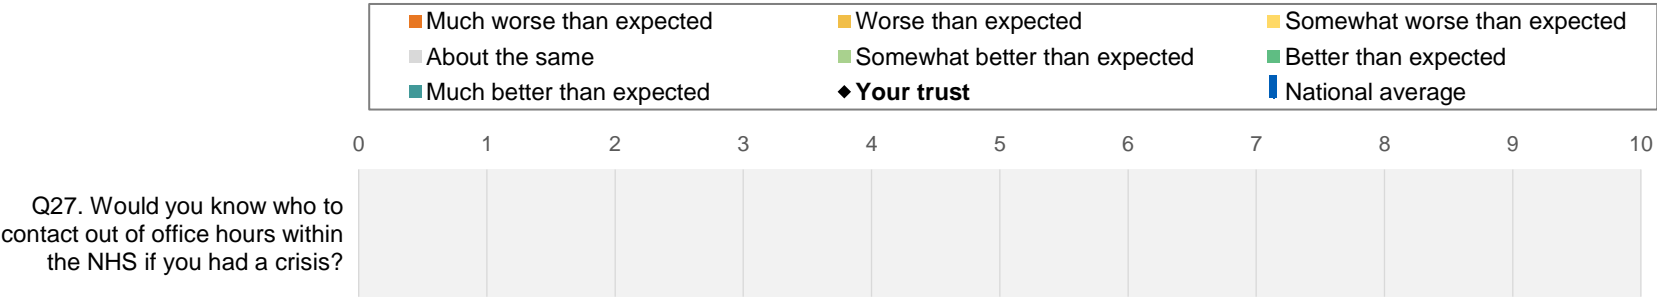 Much worse than expected
Worse than expected
Somewhat worse than expected
About the same
Somewhat better than expected
Better than expected
Much better than expected
Your trust
National average
0 1 2 3 4 5 6 7 8 9 10
Q27. Would you know who to
contact out of office hours within
the NHS if you had a crisis?